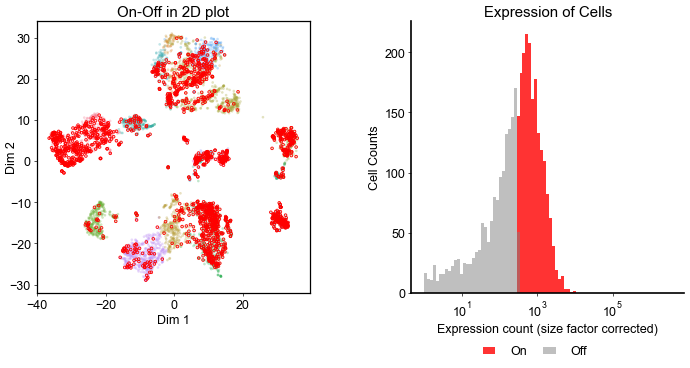 On-Off in 2D plot
Dim 2
30
20
10
0
−10
−20
−30
−40
−20
0
20
Dim 1
Expression of Cells
Cell Counts
200
150
100
50
0
10^1
10^3
10^5
Expression count (size factor corrected)
On Off